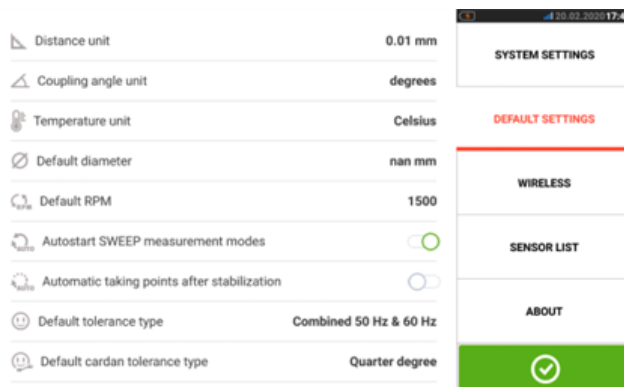 20.02.2020 17:4
Distance unit 0.01 mm
Coupling angle unit degrees
Temperature unit Celsius
Default diameter nan mm
Default RPM 1500
Autostart SWEEP measurement modes
Automatic taking points after stabilization
Default tolerance type Combined 50 Hz & 60 Hz
Default cardan tolerance type Quarter degree
SYSTEM SETTINGS
DEFAULT SETTINGS
WIRELESS
SENSOR LIST
ABOUT